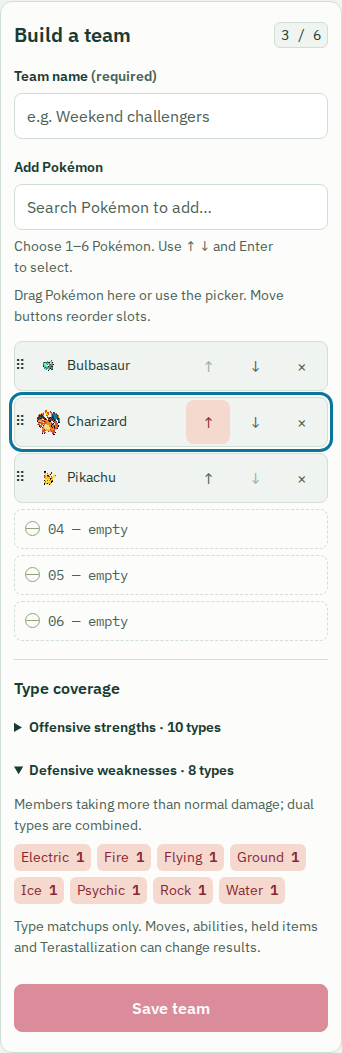 Build a team
3 / 6
Team name (required)
e.g. Weekend challengers
Add Pokémon
Search Pokémon to add…
Choose 1–6 Pokémon. Use ↑ ↓ and Enter
to select.
Drag Pokémon here or use the picker. Move
buttons reorder slots.
Bulbasaur ↑ ↓ ×
Charizard ↑ ↓ ×
Pikachu ↑ ↓ ×
04 — empty
05 — empty
06 — empty
Type coverage
▶ Offensive strengths · 10 types
▼ Defensive weaknesses · 8 types
Members taking more than normal damage; dual
types are combined.
Electric 1 Fire 1 Flying 1 Ground 1
Ice 1 Psychic 1 Rock 1 Water 1
Type matchups only. Moves, abilities, held items
and Terastallization can change results.
Save team